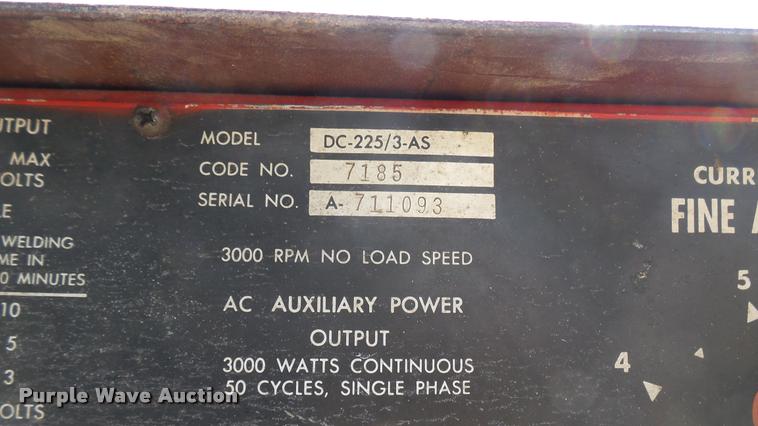 UTPUT
MAX
OLTS
LE
WELDING
ME IN
0 MINUTES
10
5
3
OLTS
MODEL DC-225/3-AS
CODE NO. 7185
SERIAL NO. A- 711093
3000 RPM NO LOAD SPEED
AC AUXILIARY POWER
OUTPUT
3000 WATTS CONTINUOUS
50 CYCLES, SINGLE PHASE
CURR
FINE A
5
4
Purple Wave Auction